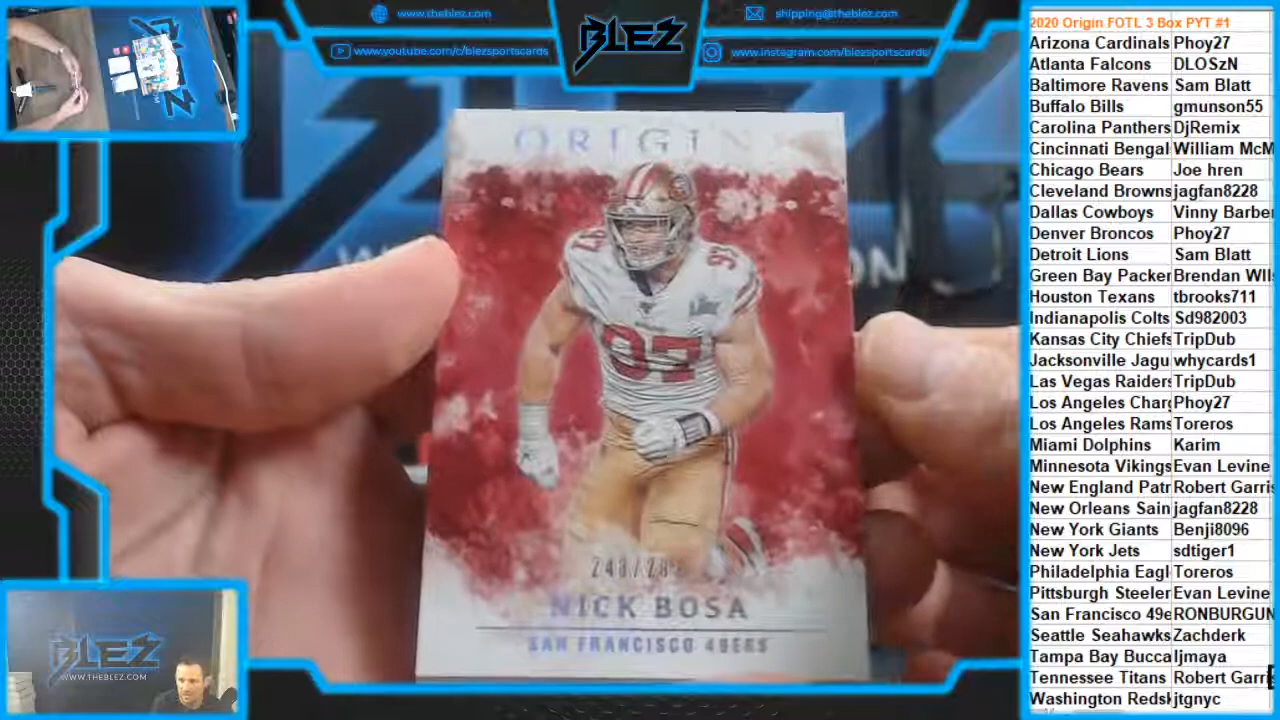 www.theblez.com
www.youtube.com/c/blezsportscards
BLEZ
shipping@theblez.com
www.instagram.com/blezsportscards/
ORIGIN
97
97
97
NICK BOSA
SAN FRANCISCO 49ERS
BLEZ
WWW.THEBLEZ.COM
2020 Origin FOTL 3 Box PYT #1
Arizona Cardinals Phoy27
Atlanta Falcons DLOSzN
Baltimore Ravens Sam Blatt
Buffalo Bills gmunson55
Carolina Panthers DjRemix
Cincinnati Bengal William McM
Chicago Bears Joe hren
Cleveland Browns jagfan8228
Dallas Cowboys Vinny Barber
Denver Broncos Phoy27
Detroit Lions Sam Blatt
Green Bay Packer Brendan WIls
Houston Texans tbrooks711
Indianapolis Colts Sd982003
Kansas City Chiefs TripDub
Jacksonville Jagu whycards1
Las Vegas Raiders TripDub
Los Angeles Charg Phoy27
Los Angeles Rams Toreros
Miami Dolphins Karim
Minnesota Vikings Evan Levine
New England Patr Robert Garris
New Orleans Sain jagfan8228
New York Giants Benji8096
New York Jets sdtiger1
Philadelphia Eagl Toreros
Pittsburgh Steeler Evan Levine
San Francisco 49e RONBURGUN
Seattle Seahawks Zachderk
Tampa Bay Bucca ljmaya
Tennessee Titans Robert Garris
Washington Redsk jtgnyc